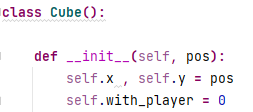 class Cube():
    def __init__(self, pos):
        self.x , self.y = pos
        self.with_player = 0